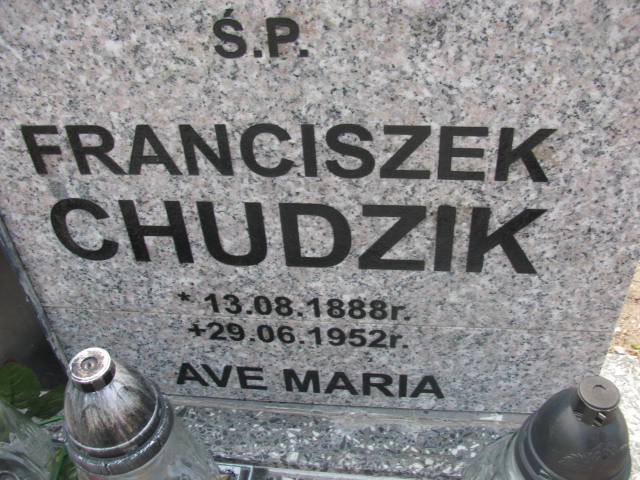 Ś.P.
FRANCISZEK
CHUDZIK
* 13.08.1888r.
+29.06.1952r.
AVE MARIA